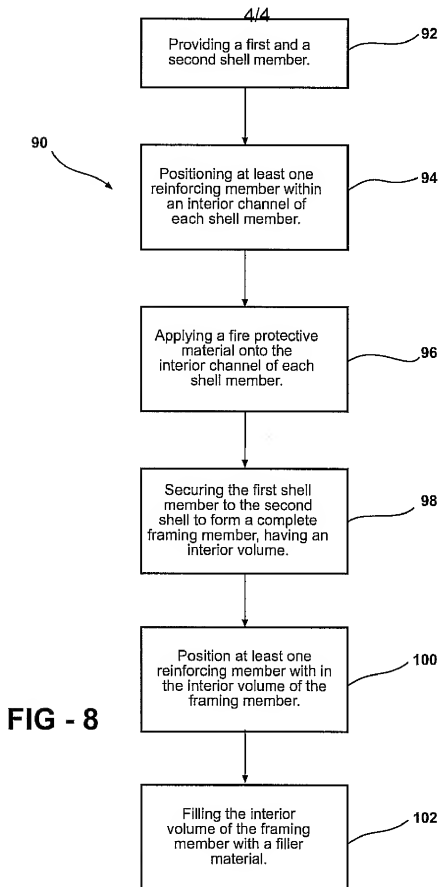 4/4
Providing a first and a
second shell member.
92
90
Positioning at least one
reinforcing member within
an interior channel of
each shell member.
94
Applying a fire protective
material onto the
interior channel of each
shell member.
96
Securing the first shell
member to the second
shell to form a complete
framing member, having an
interior volume.
98
Position at least one
reinforcing member with in
the interior volume of the
framing member.
100
FIG - 8
Filling the interior
volume of the framing
member with a filler
material.
102